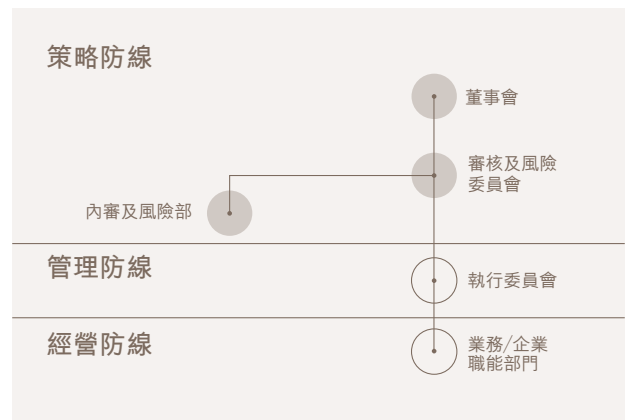 策略防線
董事會
審核及風險
委員會
內審及風險部
管理防線
執行委員會
經營防線
業務/企業
職能部門